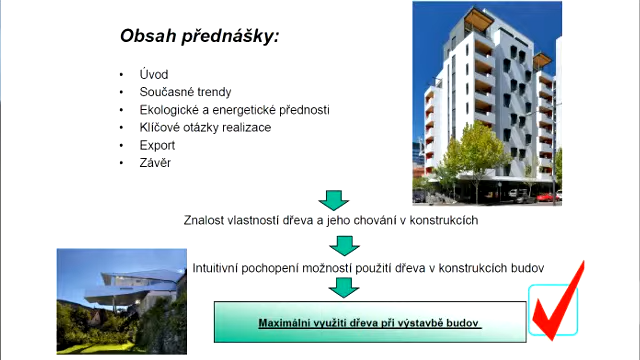 Obsah přednášky:
• Úvod
• Současné trendy
• Ekologické a energetické přednosti
• Klíčové otázky realizace
• Export
• Závěr
Znalost vlastností dřeva a jeho chování v konstrukcích
Intuitivní pochopení možností použití dřeva v konstrukcích budov
Maximální využití dřeva při výstavbě budov